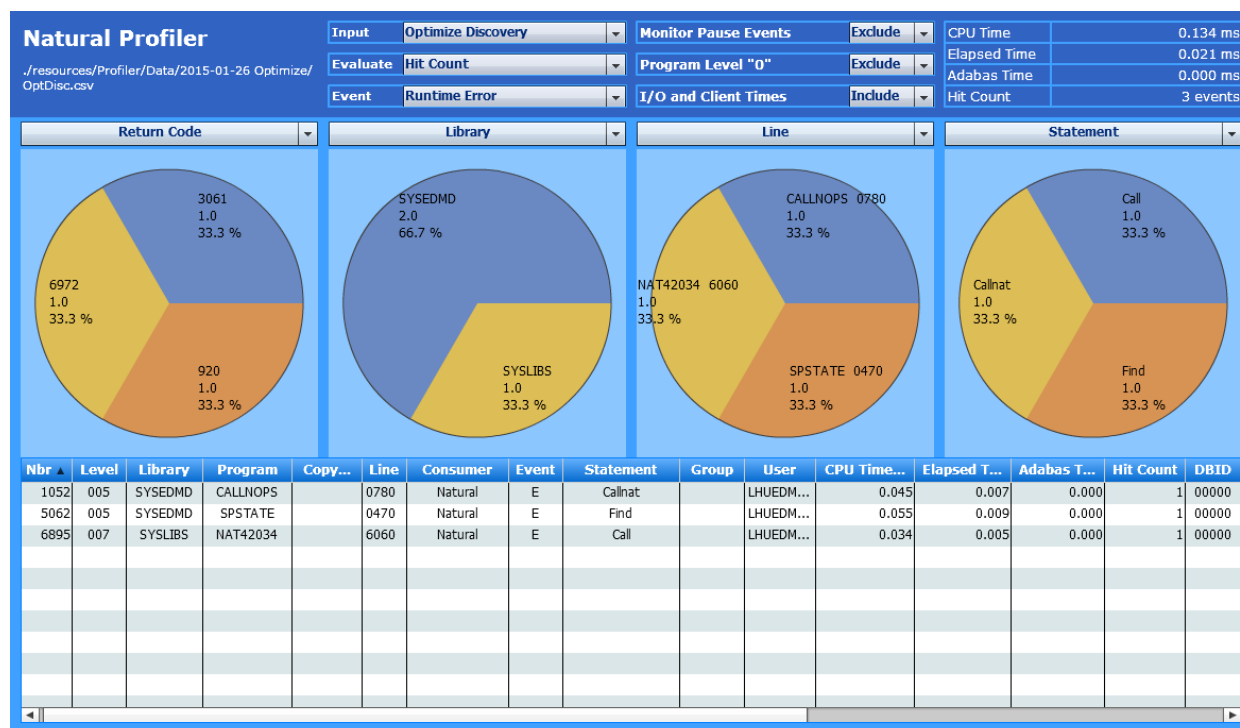 Natural Profiler
./resources/Profiler/Data/2015-01-26 Optimize/
OptDisc.csv
Input Optimize Discovery
Evaluate Hit Count
Event Runtime Error
Monitor Pause Events Exclude
Program Level "0" Exclude
I/O and Client Times Include
CPU Time 0.134 ms
Elapsed Time 0.021 ms
Adabas Time 0.000 ms
Hit Count 3 events
Return Code
3061
1.0
33.3 %
6972
1.0
33.3 %
920
1.0
33.3 %
Library
SYSEDMD
2.0
66.7 %
SYSLIBS
1.0
33.3 %
Line
CALLNOPS 0780
1.0
33.3 %
NAT42034 6060
1.0
33.3 %
SPSTATE 0470
1.0
33.3 %
Statement
Call
1.0
33.3 %
Callnat
1.0
33.3 %
Find
1.0
33.3 %
Nbr Level Library Program Copy... Line Consumer Event Statement Group User CPU Time... Elapsed T... Adabas T... Hit Count DBID
1052 005 SYSEDMD CALLNOPS 0780 Natural E Callnat LHUEDM... 0.045 0.007 0.000 1 00000
5062 005 SYSEDMD SPSTATE 0470 Natural E Find LHUEDM... 0.055 0.009 0.000 1 00000
6895 007 SYSLIBS NAT42034 6060 Natural E Call LHUEDM... 0.034 0.005 0.000 1 00000